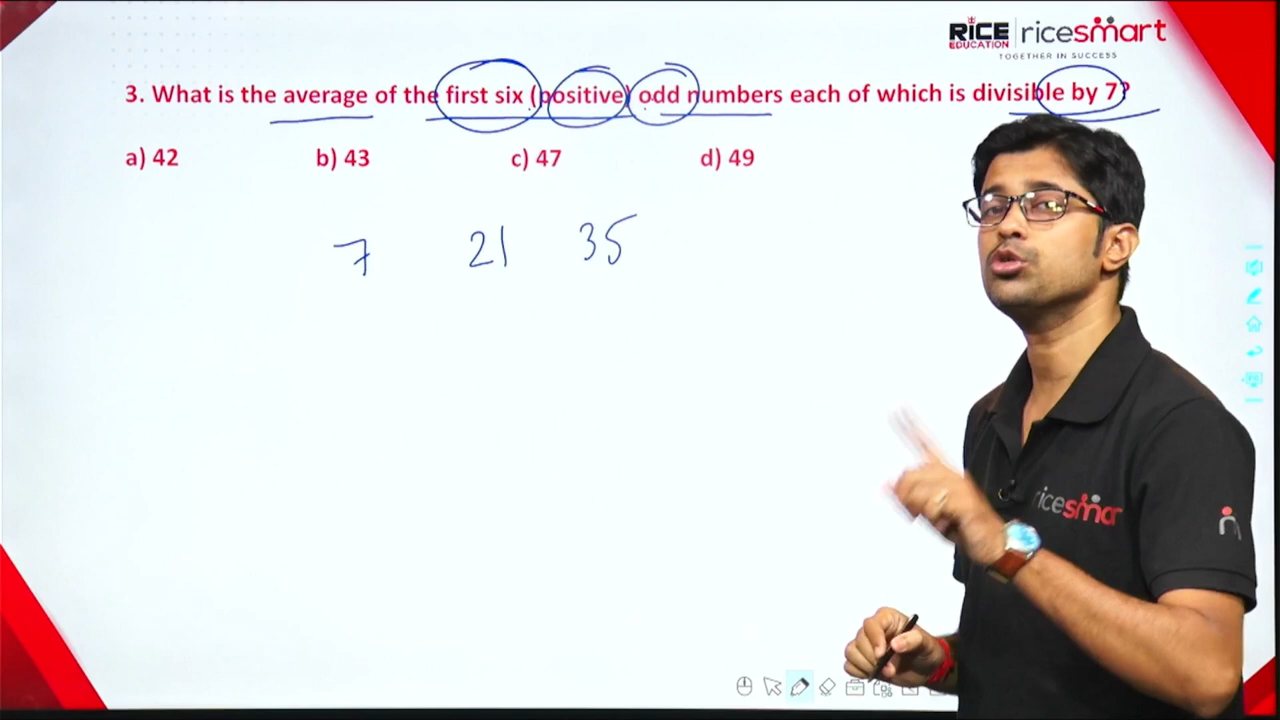 RICE EDUCATION | ricesmart
TOGETHER IN SUCCESS
3. What is the average of the first six (positive) odd numbers each of which is divisible by 7?
a) 42 b) 43 c) 47 d) 49
7 21 35
ricesmar